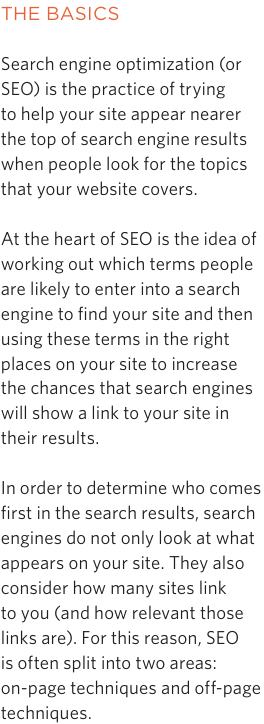 THE BASICS
Search engine optimization (or
SEO) is the practice of trying
to help your site appear nearer
the top of search engine results
when people look for the topics
that your website covers.
At the heart of SEO is the idea of
working out which terms people
are likely to enter into a search
engine to find your site and then
using these terms in the right
places on your site to increase
the chances that search engines
will show a link to your site in
their results.
In order to determine who comes
first in the search results, search
engines do not only look at what
appears on your site. They also
consider how many sites link
to you (and how relevant those
links are). For this reason, SEO
is often split into two areas:
on-page techniques and off-page
techniques.